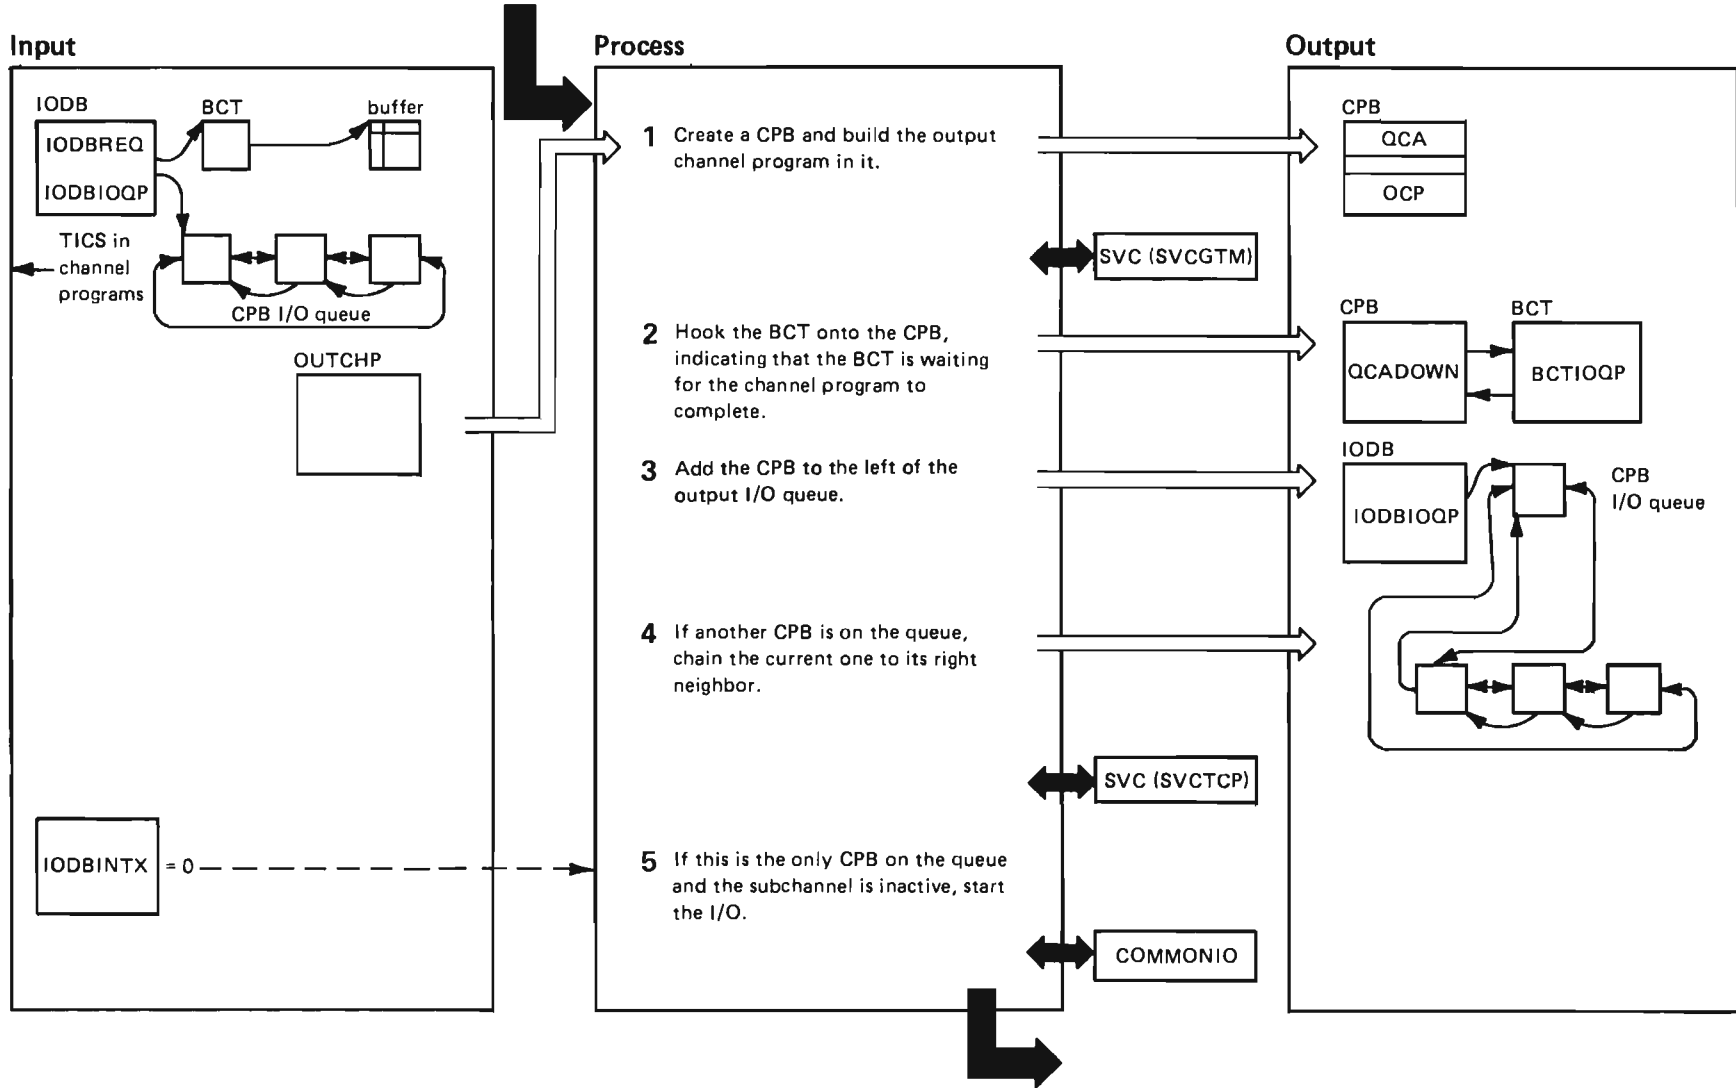 Input
IODB
BCT
buffer
IODBREQ
IODBIOQP
TICS in
channel
programs
CPB I/O queue
OUTCHP
IODBINTX
= 0
Process
1 Create a CPB and build the output
channel program in it.
SVC (SVCGTM)
2 Hook the BCT onto the CPB,
indicating that the BCT is waiting
for the channel program to
complete.
3 Add the CPB to the left of the
output I/O queue.
4 If another CPB is on the queue,
chain the current one to its right
neighbor.
SVC (SVCTCP)
5 If this is the only CPB on the queue
and the subchannel is inactive, start
the I/O.
COMMONIO
Output
CPB
QCA
OCP
CPB
BCT
QCADOWN
BCTIOQP
IODB
IODBIOQP
CPB
I/O queue